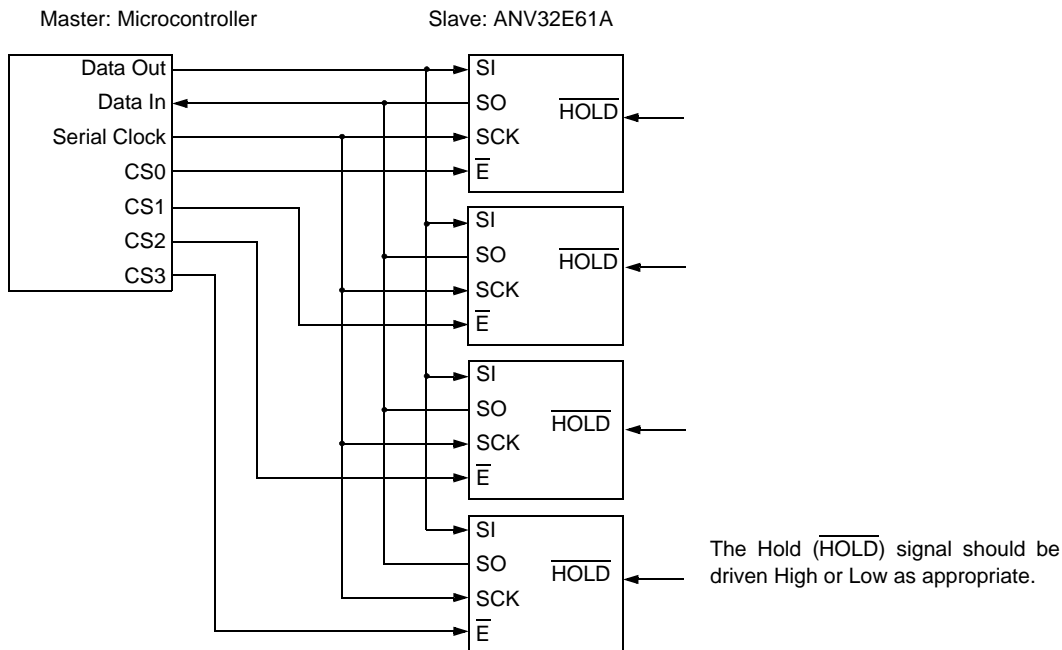 Master: Microcontroller
Slave: ANV32E61A
Data Out
Data In
Serial Clock
CS0
CS1
CS2
CS3
SI
SO
SCK
E
HOLD
SI
SO
SCK
E
HOLD
SI
SO
SCK
E
HOLD
SI
SO
SCK
E
HOLD
The Hold (HOLD) signal should be
driven High or Low as appropriate.